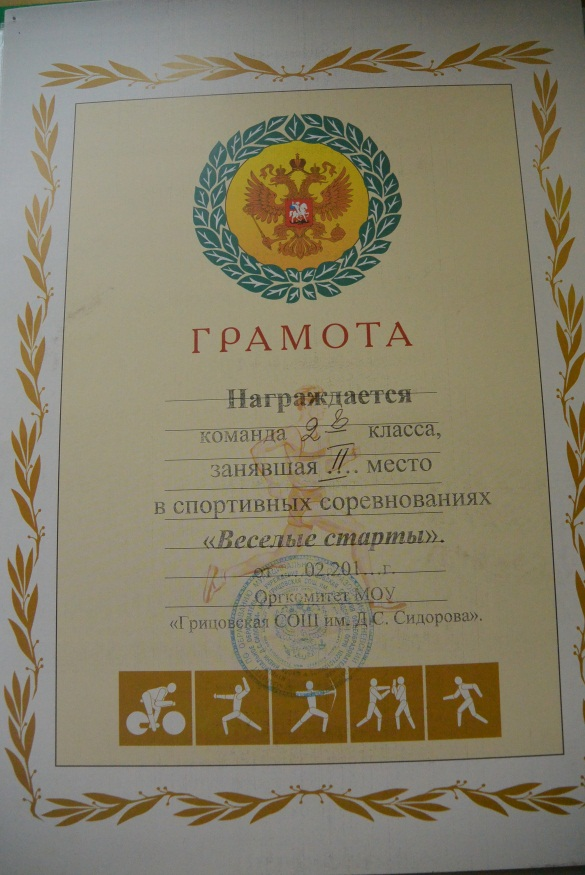 ГРАМОТА
Награждается
команда 2 в класса,
занявшая II.... место
в спортивных соревнованиях
«Веселые старты».
от.......02.201....г.
Оргкомитет МОУ
«Грицовская СОШ им. Д.С. Сидорова».